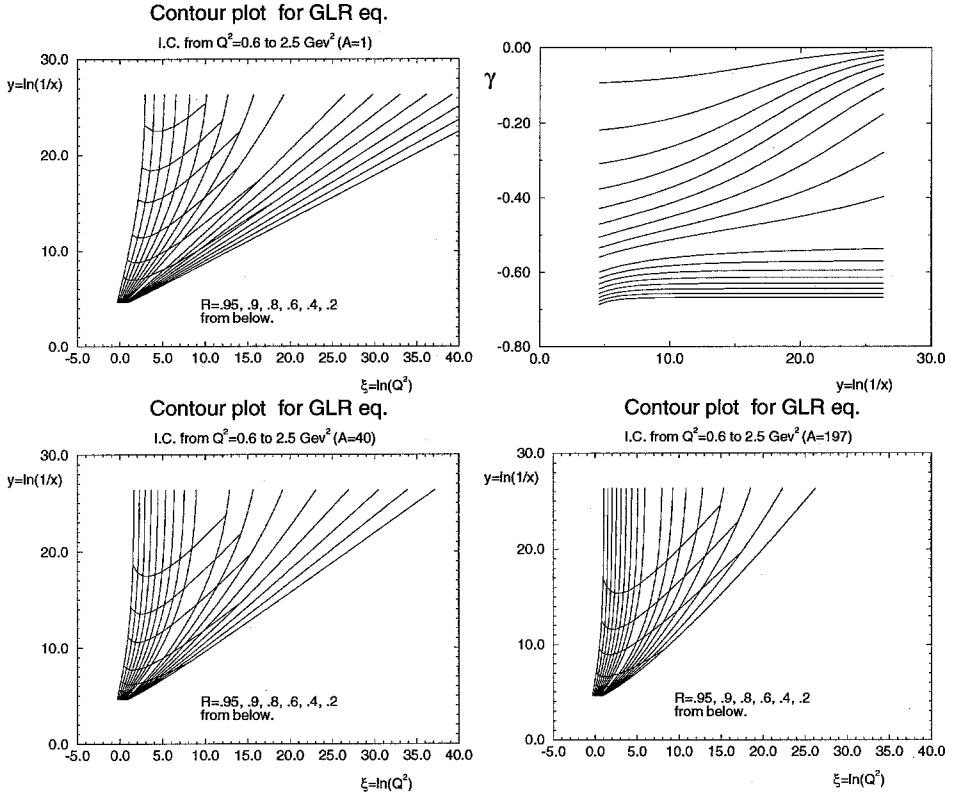 Contour plot for GLR eq.
I.C. from Q²=0.6 to 2.5 Gev² (A=1)
y=ln(1/x)
30.0
20.0
10.0
0.0
R=.95, .9, .8, .6, .4, .2
from below.
-5.0 0.0 5.0 10.0 15.0 20.0 25.0 30.0 35.0 40.0
ξ=ln(Q²)
γ
0.00
-0.20
-0.40
-0.60
-0.80
0.0 10.0 20.0 30.0
y=ln(1/x)
Contour plot for GLR eq.
I.C. from Q²=0.6 to 2.5 Gev² (A=40)
y=ln(1/x)
30.0
20.0
10.0
0.0
R=.95, .9, .8, .6, .4, .2
from below.
-5.0 0.0 5.0 10.0 15.0 20.0 25.0 30.0 35.0 40.0
ξ=ln(Q²)
Contour plot for GLR eq.
I.C. from Q²=0.6 to 2.5 Gev² (A=197)
y=ln(1/x)
30.0
20.0
10.0
0.0
R=.95, .9, .8, .6, .4, .2
from below.
-5.0 0.0 5.0 10.0 15.0 20.0 25.0 30.0 35.0 40.0
ξ=ln(Q²)